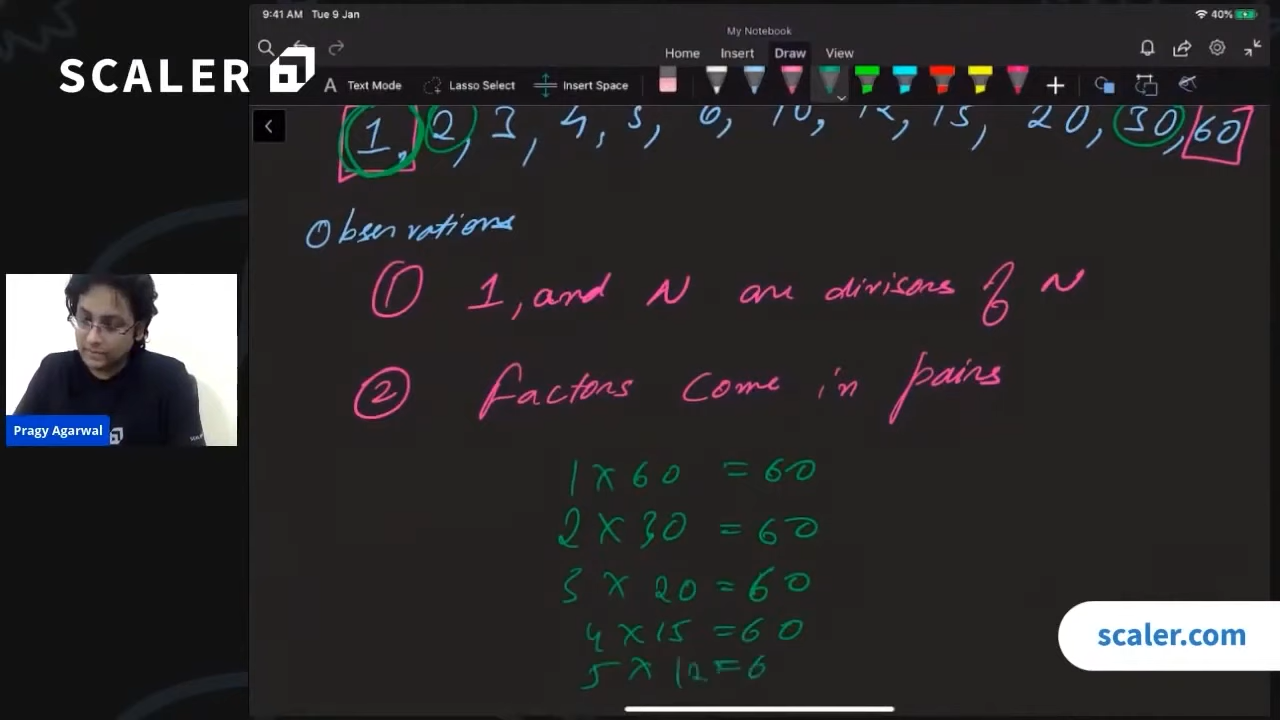 9:41 AM Tue 9 Jan
40%
My Notebook
SCALER
Home Insert Draw View
Text Mode Lasso Select Insert Space
1, 2, 3, 4, 5, 6, 10, 12, 15, 20, 30, 60
Observations
① 1, and N are divisors of N
② factors come in pairs
1 x 60 = 60
2 x 30 = 60
3 x 20 = 60
4 x 15 = 60
5 x 12 = 6
Pragy Agarwal
scaler.com